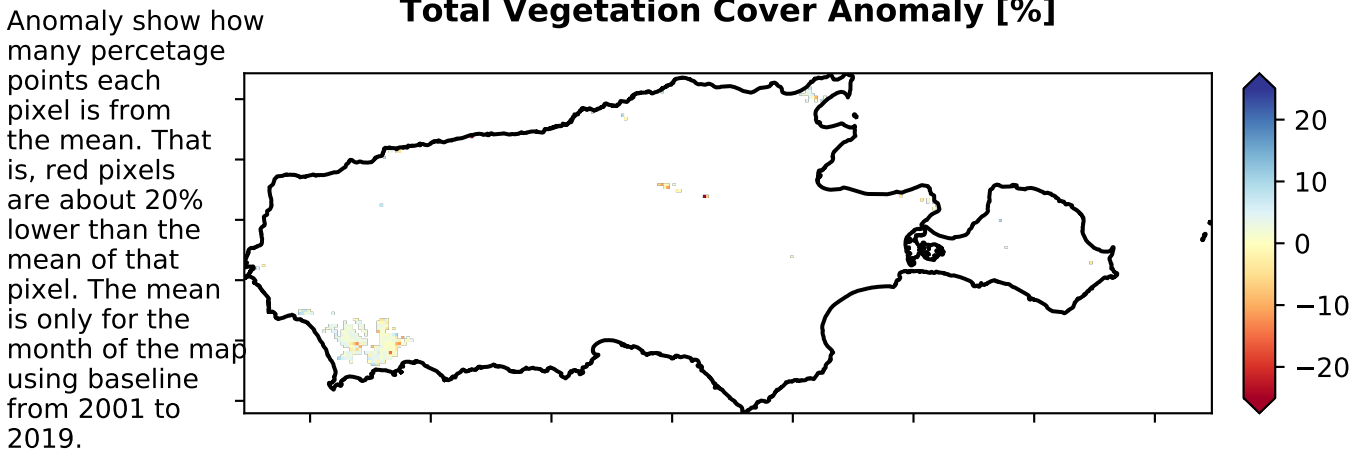 Total Vegetation Cover Anomaly [%]
Anomaly show how
many percetage
points each
pixel is from
the mean. That
is, red pixels
are about 20%
lower than the
mean of that
pixel. The mean
is only for the
month of the map
using baseline
from 2001 to
2019.
20
10
0
−10
−20